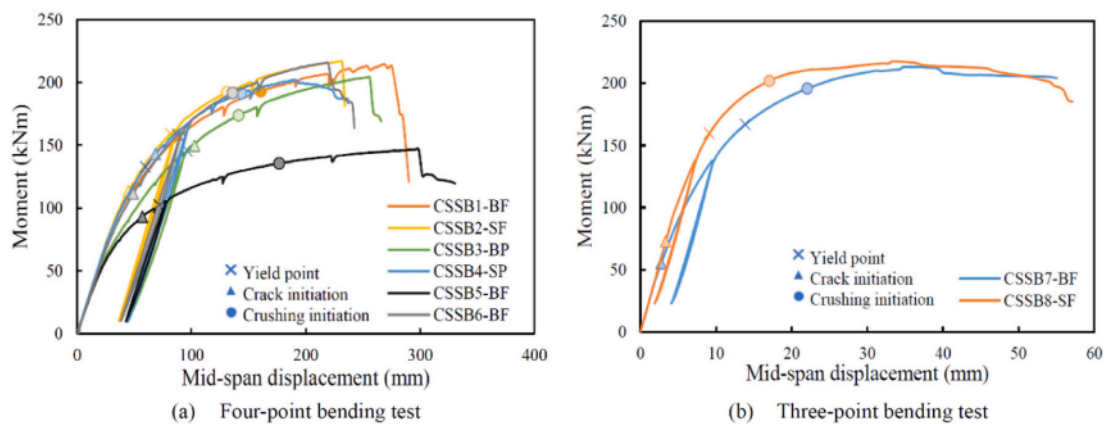 250
200
150
100
50
0
Moment (kNm)
CSSB1-BF
CSSB2-SF
CSSB3-BP
CSSB4-SP
CSSB5-BF
CSSB6-BF
Yield point
Crack initiation
Crushing initiation
0 100 200 300 400
Mid-span displacement (mm)
(a) Four-point bending test
250
200
150
100
50
0
Moment (kNm)
Yield point
Crack initiation
Crushing initiation
CSSB7-BF
CSSB8-SF
0 10 20 30 40 50 60
Mid-span displacement (mm)
(b) Three-point bending test